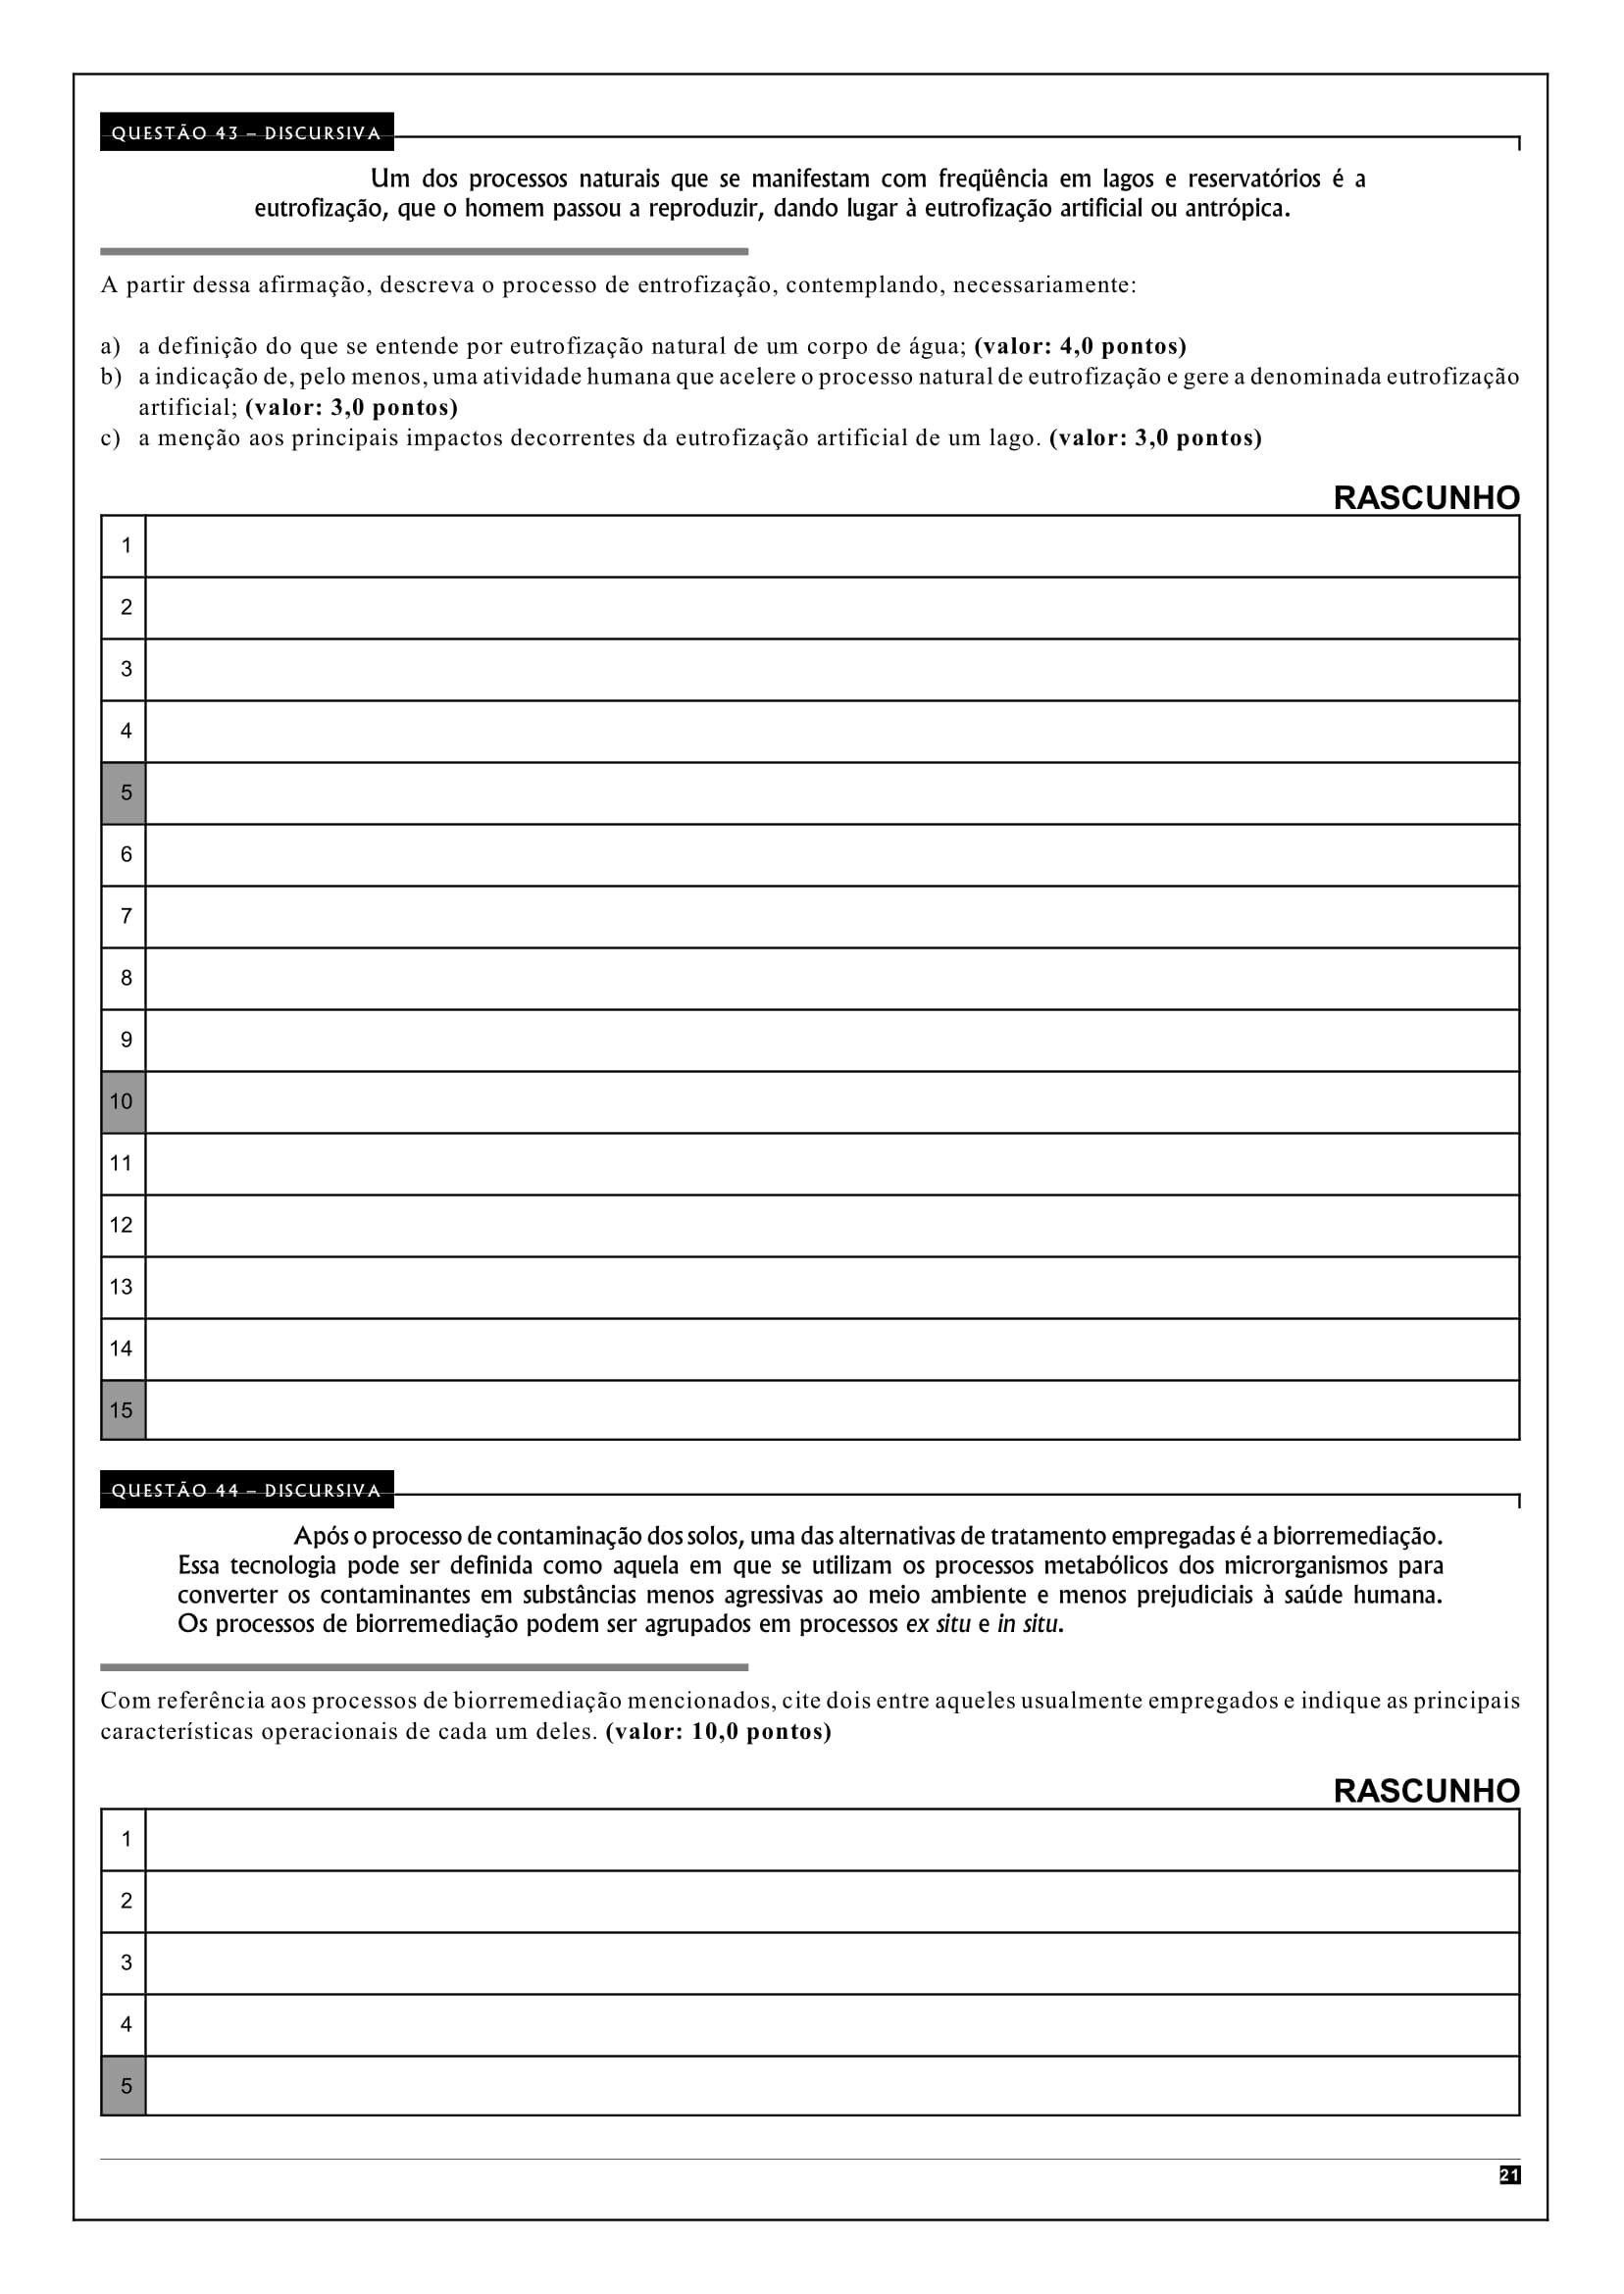 QUESTÃO 43 – DISCURSIVA
Um dos processos naturais que se manifestam com freqüência em lagos e reservatórios é a
eutrofização, que o homem passou a reproduzir, dando lugar à eutrofização artificial ou antrópica.
A partir dessa afirmação, descreva o processo de entrofização, contemplando, necessariamente:
a) a definição do que se entende por eutrofização natural de um corpo de água; (valor: 4,0 pontos)
b) a indicação de, pelo menos, uma atividade humana que acelere o processo natural de eutrofização e gere a denominada eutrofização
artificial; (valor: 3,0 pontos)
c) a menção aos principais impactos decorrentes da eutrofização artificial de um lago. (valor: 3,0 pontos)
RASCUNHO
1
2
3
4
5
6
7
8
9
10
11
12
13
14
15
QUESTÃO 44 – DISCURSIVA
Após o processo de contaminação dos solos, uma das alternativas de tratamento empregadas é a biorremediação.
Essa tecnologia pode ser definida como aquela em que se utilizam os processos metabólicos dos microrganismos para
converter os contaminantes em substâncias menos agressivas ao meio ambiente e menos prejudiciais à saúde humana.
Os processos de biorremediação podem ser agrupados em processos ex situ e in situ.
Com referência aos processos de biorremediação mencionados, cite dois entre aqueles usualmente empregados e indique as principais
características operacionais de cada um deles. (valor: 10,0 pontos)
RASCUNHO
1
2
3
4
5
21